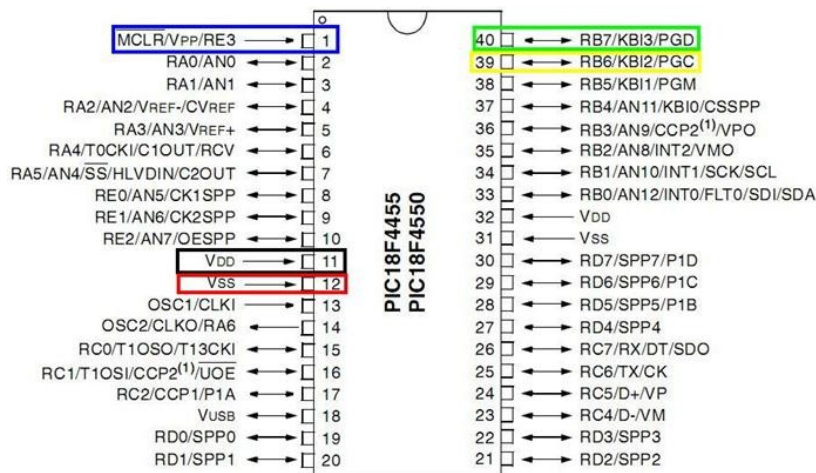 MCLR/VPP/RE3 1
RA0/AN0 2
RA1/AN1 3
RA2/AN2/VREF-/CVREF 4
RA3/AN3/VREF+ 5
RA4/T0CKI/C1OUT/RCV 6
RA5/AN4/SS/HLVDIN/C2OUT 7
RE0/AN5/CK1SPP 8
RE1/AN6/CK2SPP 9
RE2/AN7/OESPP 10
VDD 11
VSS 12
OSC1/CLKI 13
OSC2/CLKO/RA6 14
RC0/T1OSO/T13CKI 15
RC1/T1OSI/CCP2(1)/UOE 16
RC2/CCP1/P1A 17
VUSB 18
RD0/SPP0 19
RD1/SPP1 20
PIC18F4455
PIC18F4550
40 RB7/KBI3/PGD
39 RB6/KBI2/PGC
38 RB5/KBI1/PGM
37 RB4/AN11/KBI0/CSSPP
36 RB3/AN9/CCP2(1)/VPO
35 RB2/AN8/INT2/VMO
34 RB1/AN10/INT1/SCK/SCL
33 RB0/AN12/INT0/FLT0/SDI/SDA
32 VDD
31 VSS
30 RD7/SPP7/P1D
29 RD6/SPP6/P1C
28 RD5/SPP5/P1B
27 RD4/SPP4
26 RC7/RX/DT/SDO
25 RC6/TX/CK
24 RC5/D+/VP
23 RC4/D-/VM
22 RD3/SPP3
21 RD2/SPP2